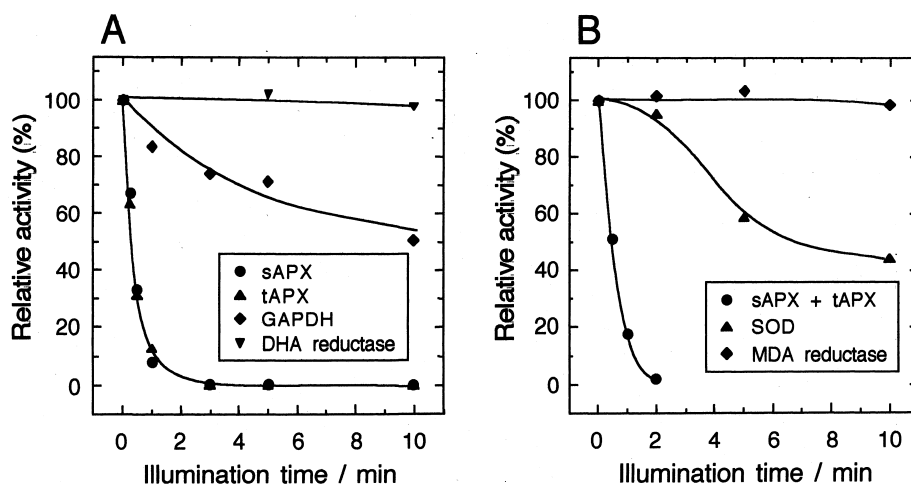 A
Relative activity (%)
100
80
60
40
20
0
sAPX
tAPX
GAPDH
DHA reductase
0 2 4 6 8 10
Illumination time / min
B
Relative activity (%)
100
80
60
40
20
0
sAPX + tAPX
SOD
MDA reductase
0 2 4 6 8 10
Illumination time / min